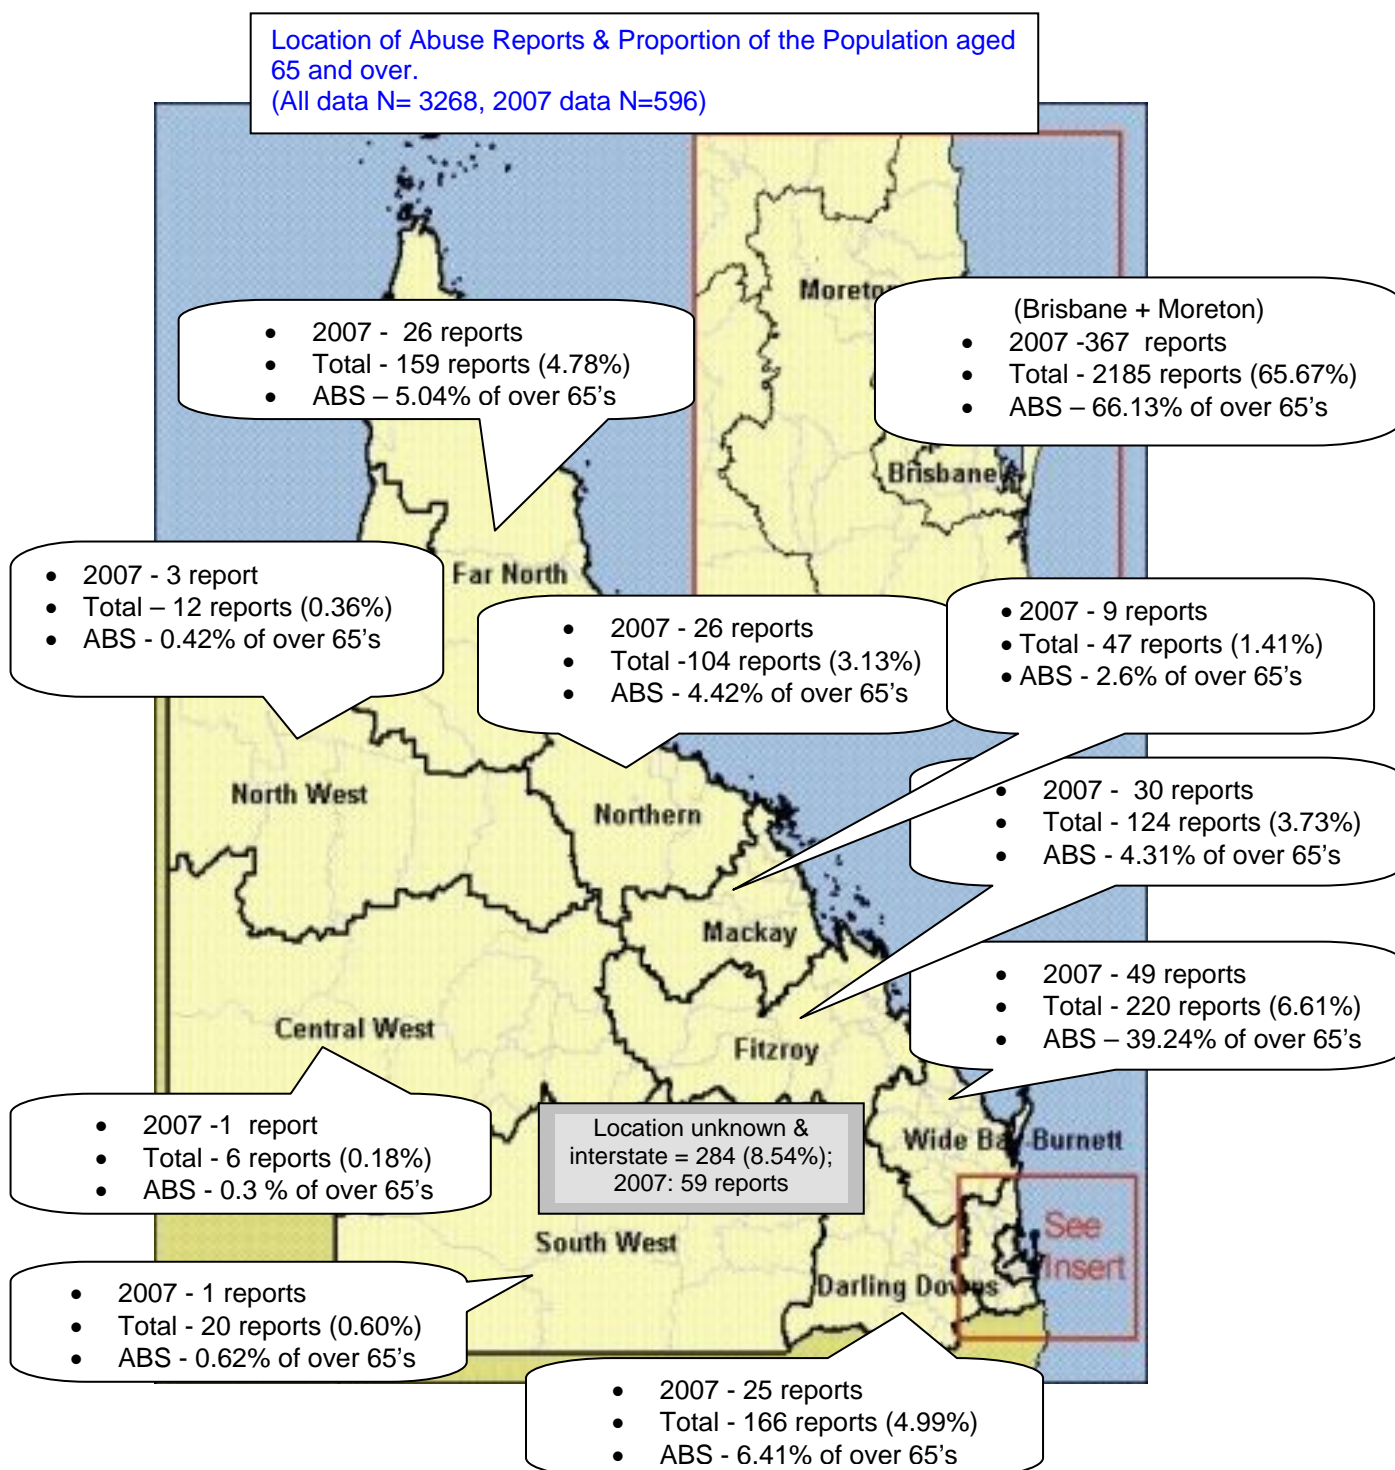 Location of Abuse Reports & Proportion of the Population aged
65 and over.
(All data N= 3268, 2007 data N=596)
• 2007 - 26 reports
• Total - 159 reports (4.78%)
• ABS – 5.04% of over 65's
(Brisbane + Moreton)
• 2007 -367 reports
• Total - 2185 reports (65.67%)
• ABS – 66.13% of over 65's
Moreton
Brisbane
• 2007 - 3 report
• Total – 12 reports (0.36%)
• ABS - 0.42% of over 65's
Far North
• 2007 - 26 reports
• Total -104 reports (3.13%)
• ABS - 4.42% of over 65's
• 2007 - 9 reports
• Total - 47 reports (1.41%)
• ABS - 2.6% of over 65's
North West
Northern
• 2007 - 30 reports
• Total - 124 reports (3.73%)
• ABS - 4.31% of over 65's
Mackay
• 2007 - 49 reports
• Total - 220 reports (6.61%)
• ABS – 39.24% of over 65's
Central West
Fitzroy
• 2007 -1 report
• Total - 6 reports (0.18%)
• ABS - 0.3 % of over 65's
Location unknown &
interstate = 284 (8.54%);
2007: 59 reports
Wide Bay-Burnett
South West
See
Insert
Darling Downs
• 2007 - 1 reports
• Total - 20 reports (0.60%)
• ABS - 0.62% of over 65's
• 2007 - 25 reports
• Total - 166 reports (4.99%)
• ABS - 6.41% of over 65's